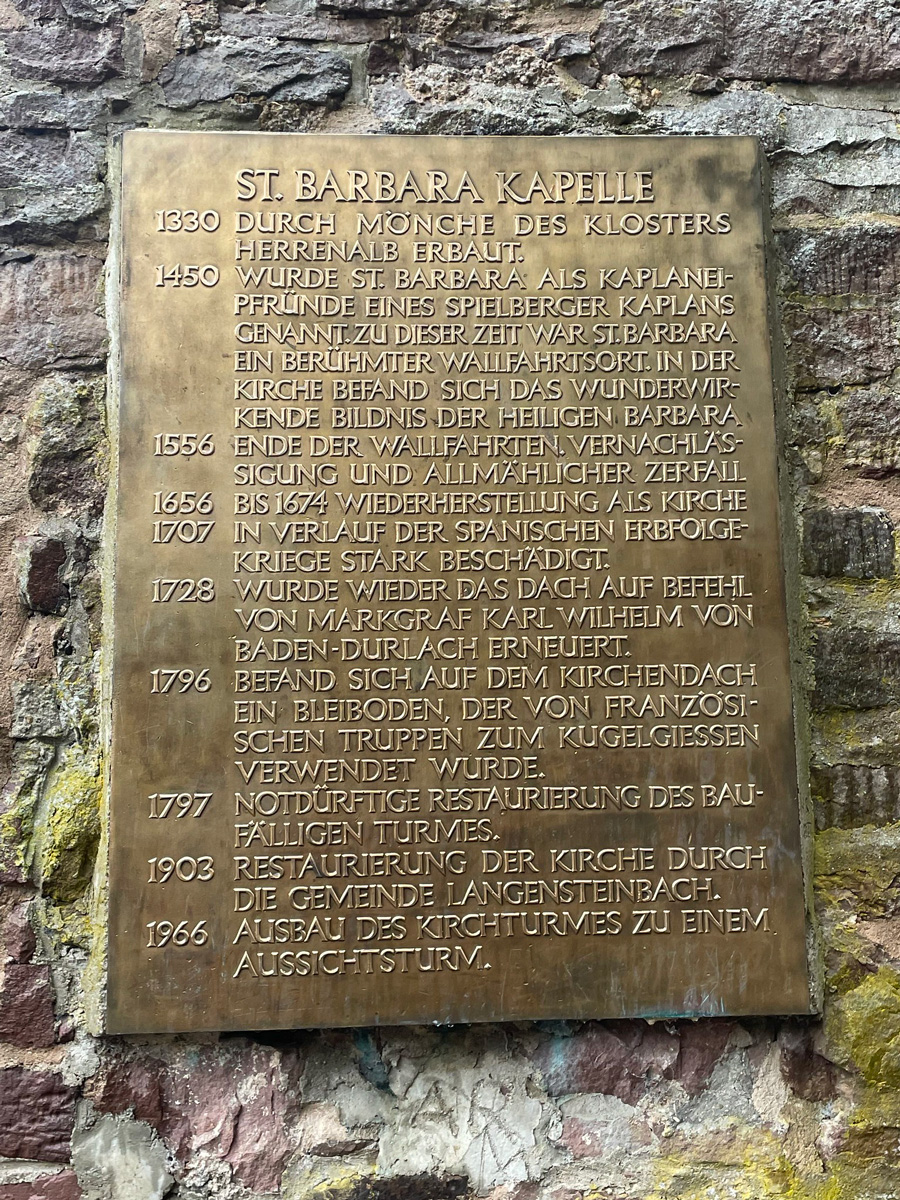 ST. BARBARA KAPELLE
1330 DURCH MÖNCHE DES KLOSTERS
HERRENALB ERBAUT.
1450 WURDE ST. BARBARA ALS KAPLANEI-
PFRÜNDE EINES SPIELBERGER KAPLANS
GENANNT. ZU DIESER ZEIT WAR ST. BARBARA
EIN BERÜHMTER WALLFAHRTSORT. IN DER
KIRCHE BEFAND SICH DAS WUNDERWIR-
KENDE BILDNIS DER HEILIGEN BARBARA.
1556 ENDE DER WALLFAHRTEN. VERNACHLÄS-
SIGUNG UND ALLMÄHLICHER ZERFALL
1656 BIS 1674 WIEDERHERSTELLUNG ALS KIRCHE
1707 IN VERLAUF DER SPANISCHEN ERBFOLGE-
KRIEGE STARK BESCHÄDIGT.
1728 WURDE WIEDER DAS DACH AUF BEFEHL
VON MARKGRAF KARL WILHELM VON
BADEN-DURLACH ERNEUERT.
1796 BEFAND SICH AUF DEM KIRCHENDACH
EIN BLEIBODEN, DER VON FRANZÖSI-
SCHEN TRUPPEN ZUM KUGELGIESSEN
VERWENDET WURDE.
1797 NOTDÜRFTIGE RESTAURIERUNG DES BAU-
FÄLLIGEN TURMES.
1903 RESTAURIERUNG DER KIRCHE DURCH
DIE GEMEINDE LANGENSTEINBACH.
1966 AUSBAU DES KIRCHTURMES ZU EINEM
AUSSICHTSTURM.